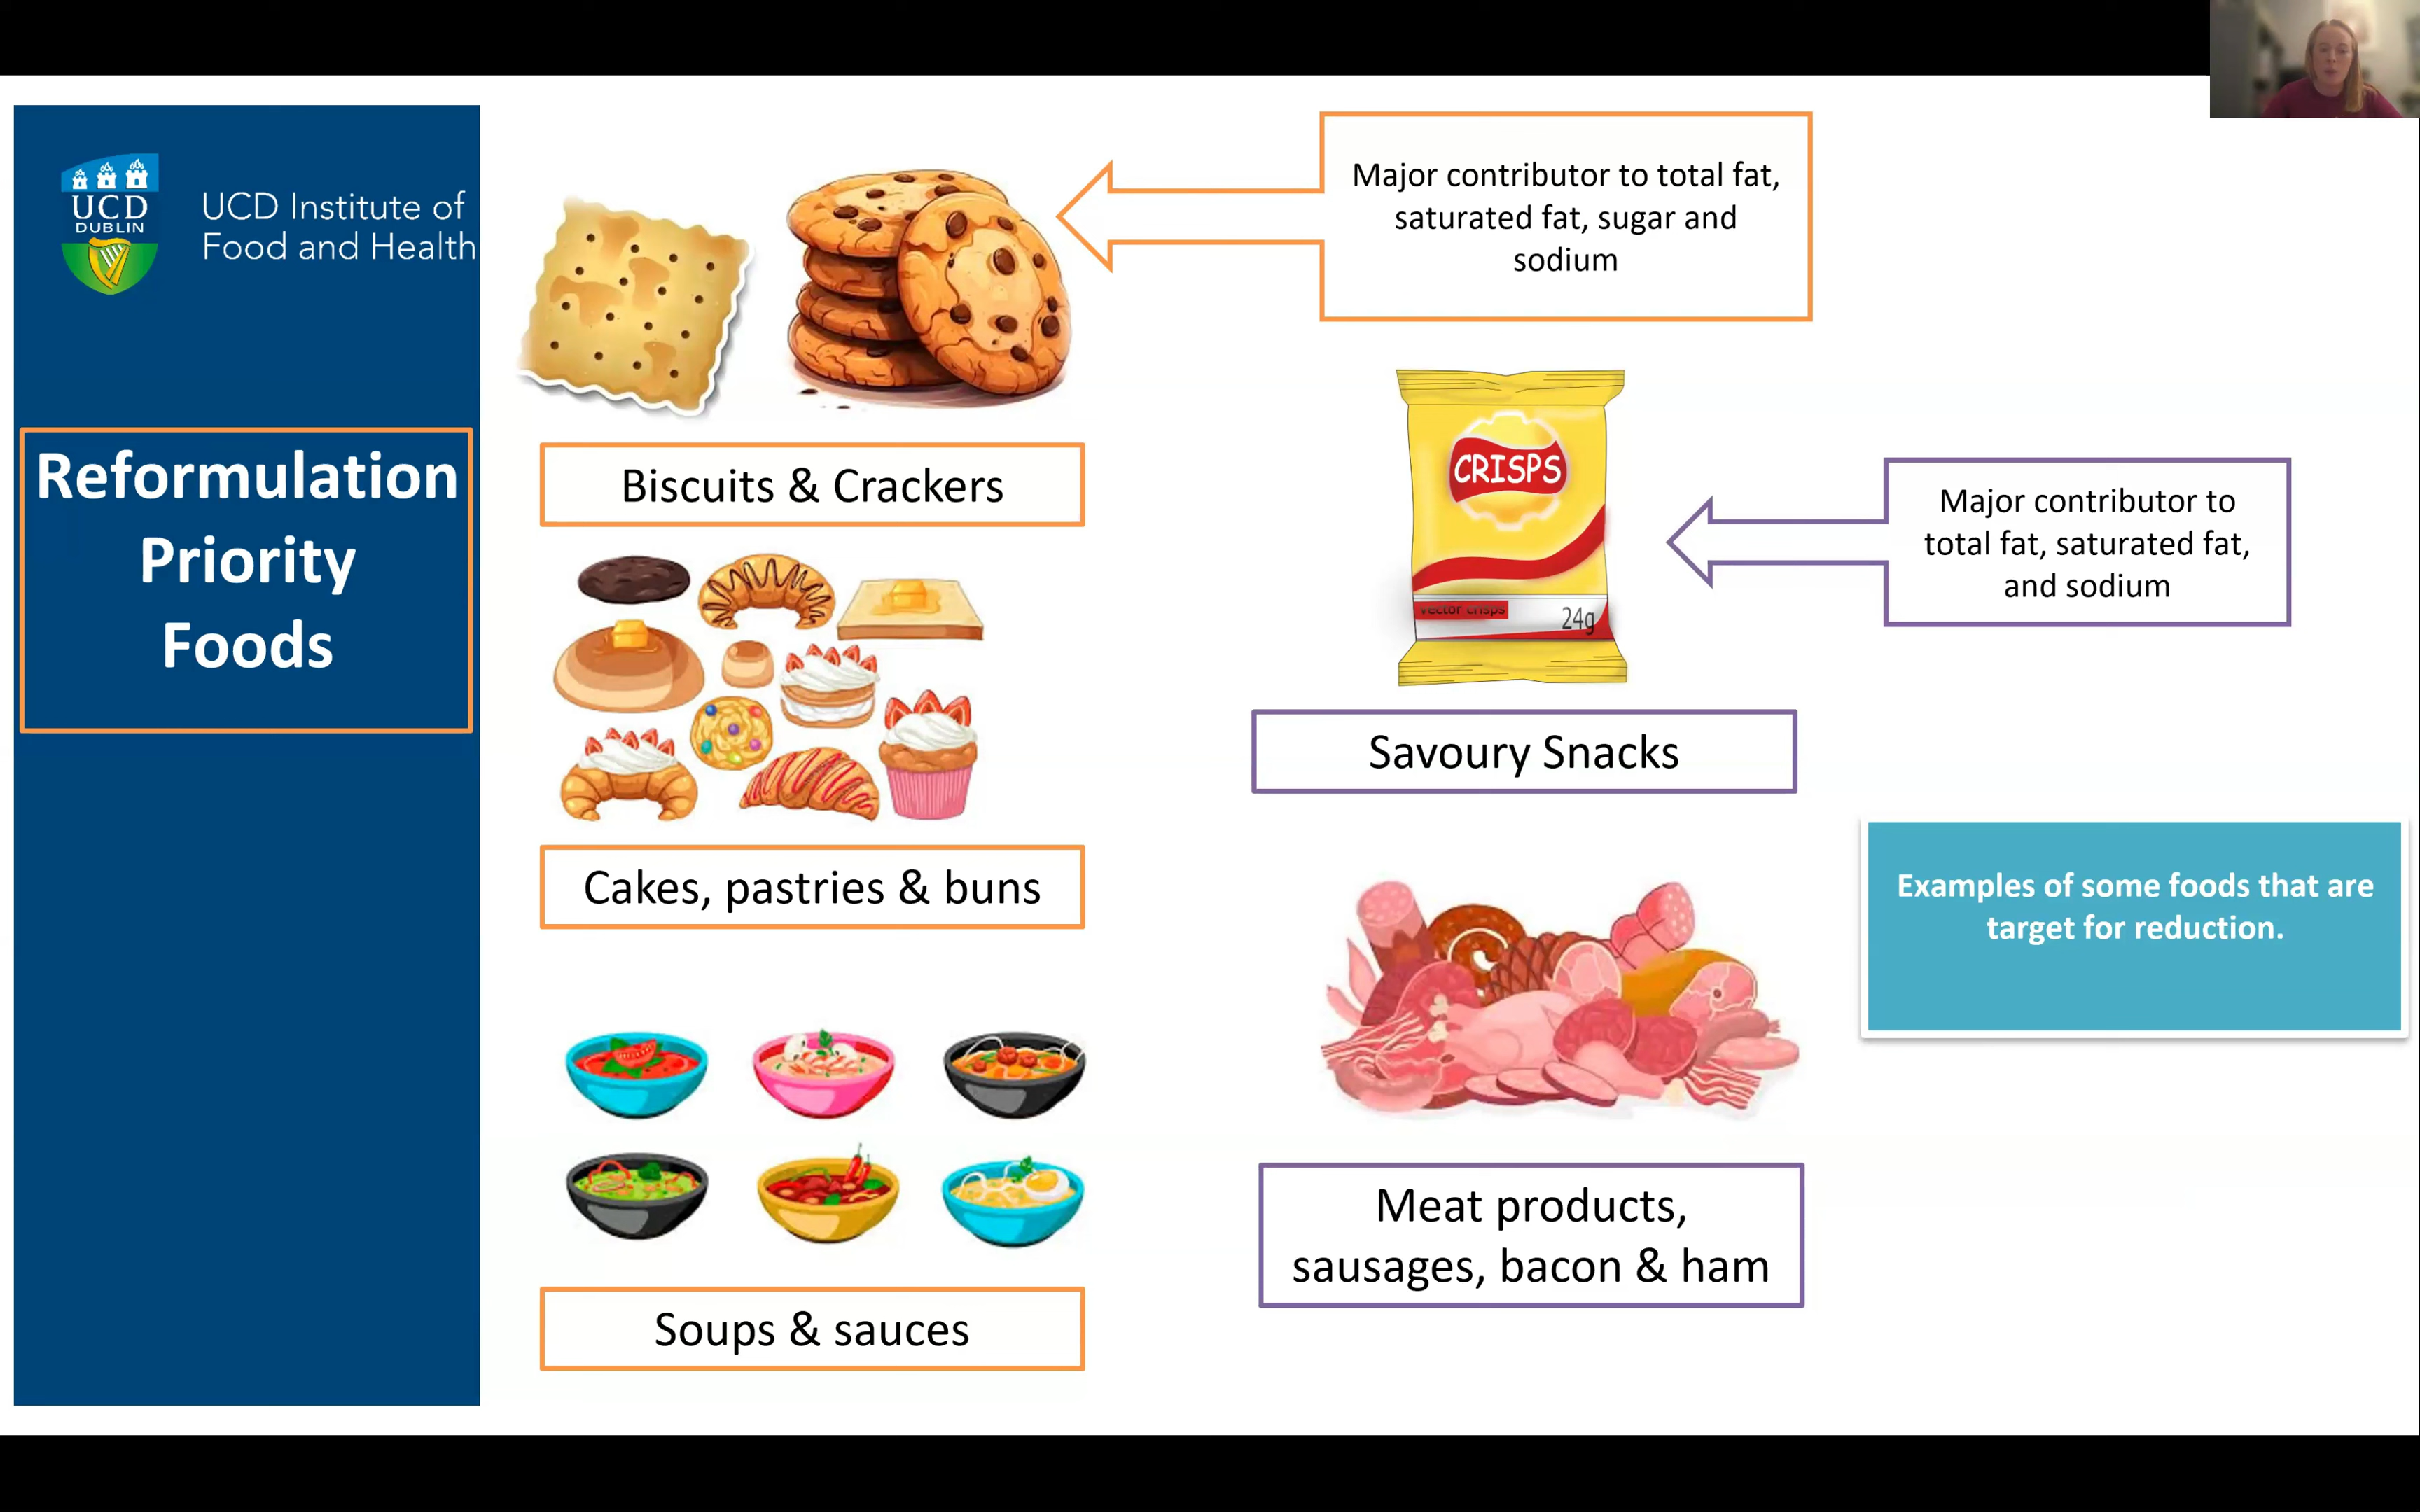 UCD
DUBLIN
UCD Institute of
Food and Health
Reformulation
Priority
Foods
Major contributor to total fat,
saturated fat, sugar and
sodium
Biscuits & Crackers
CRISPS
vector crisps
24g
Major contributor to
total fat, saturated fat,
and sodium
Savoury Snacks
Cakes, pastries & buns
Examples of some foods that are
target for reduction.
Meat products,
sausages, bacon & ham
Soups & sauces